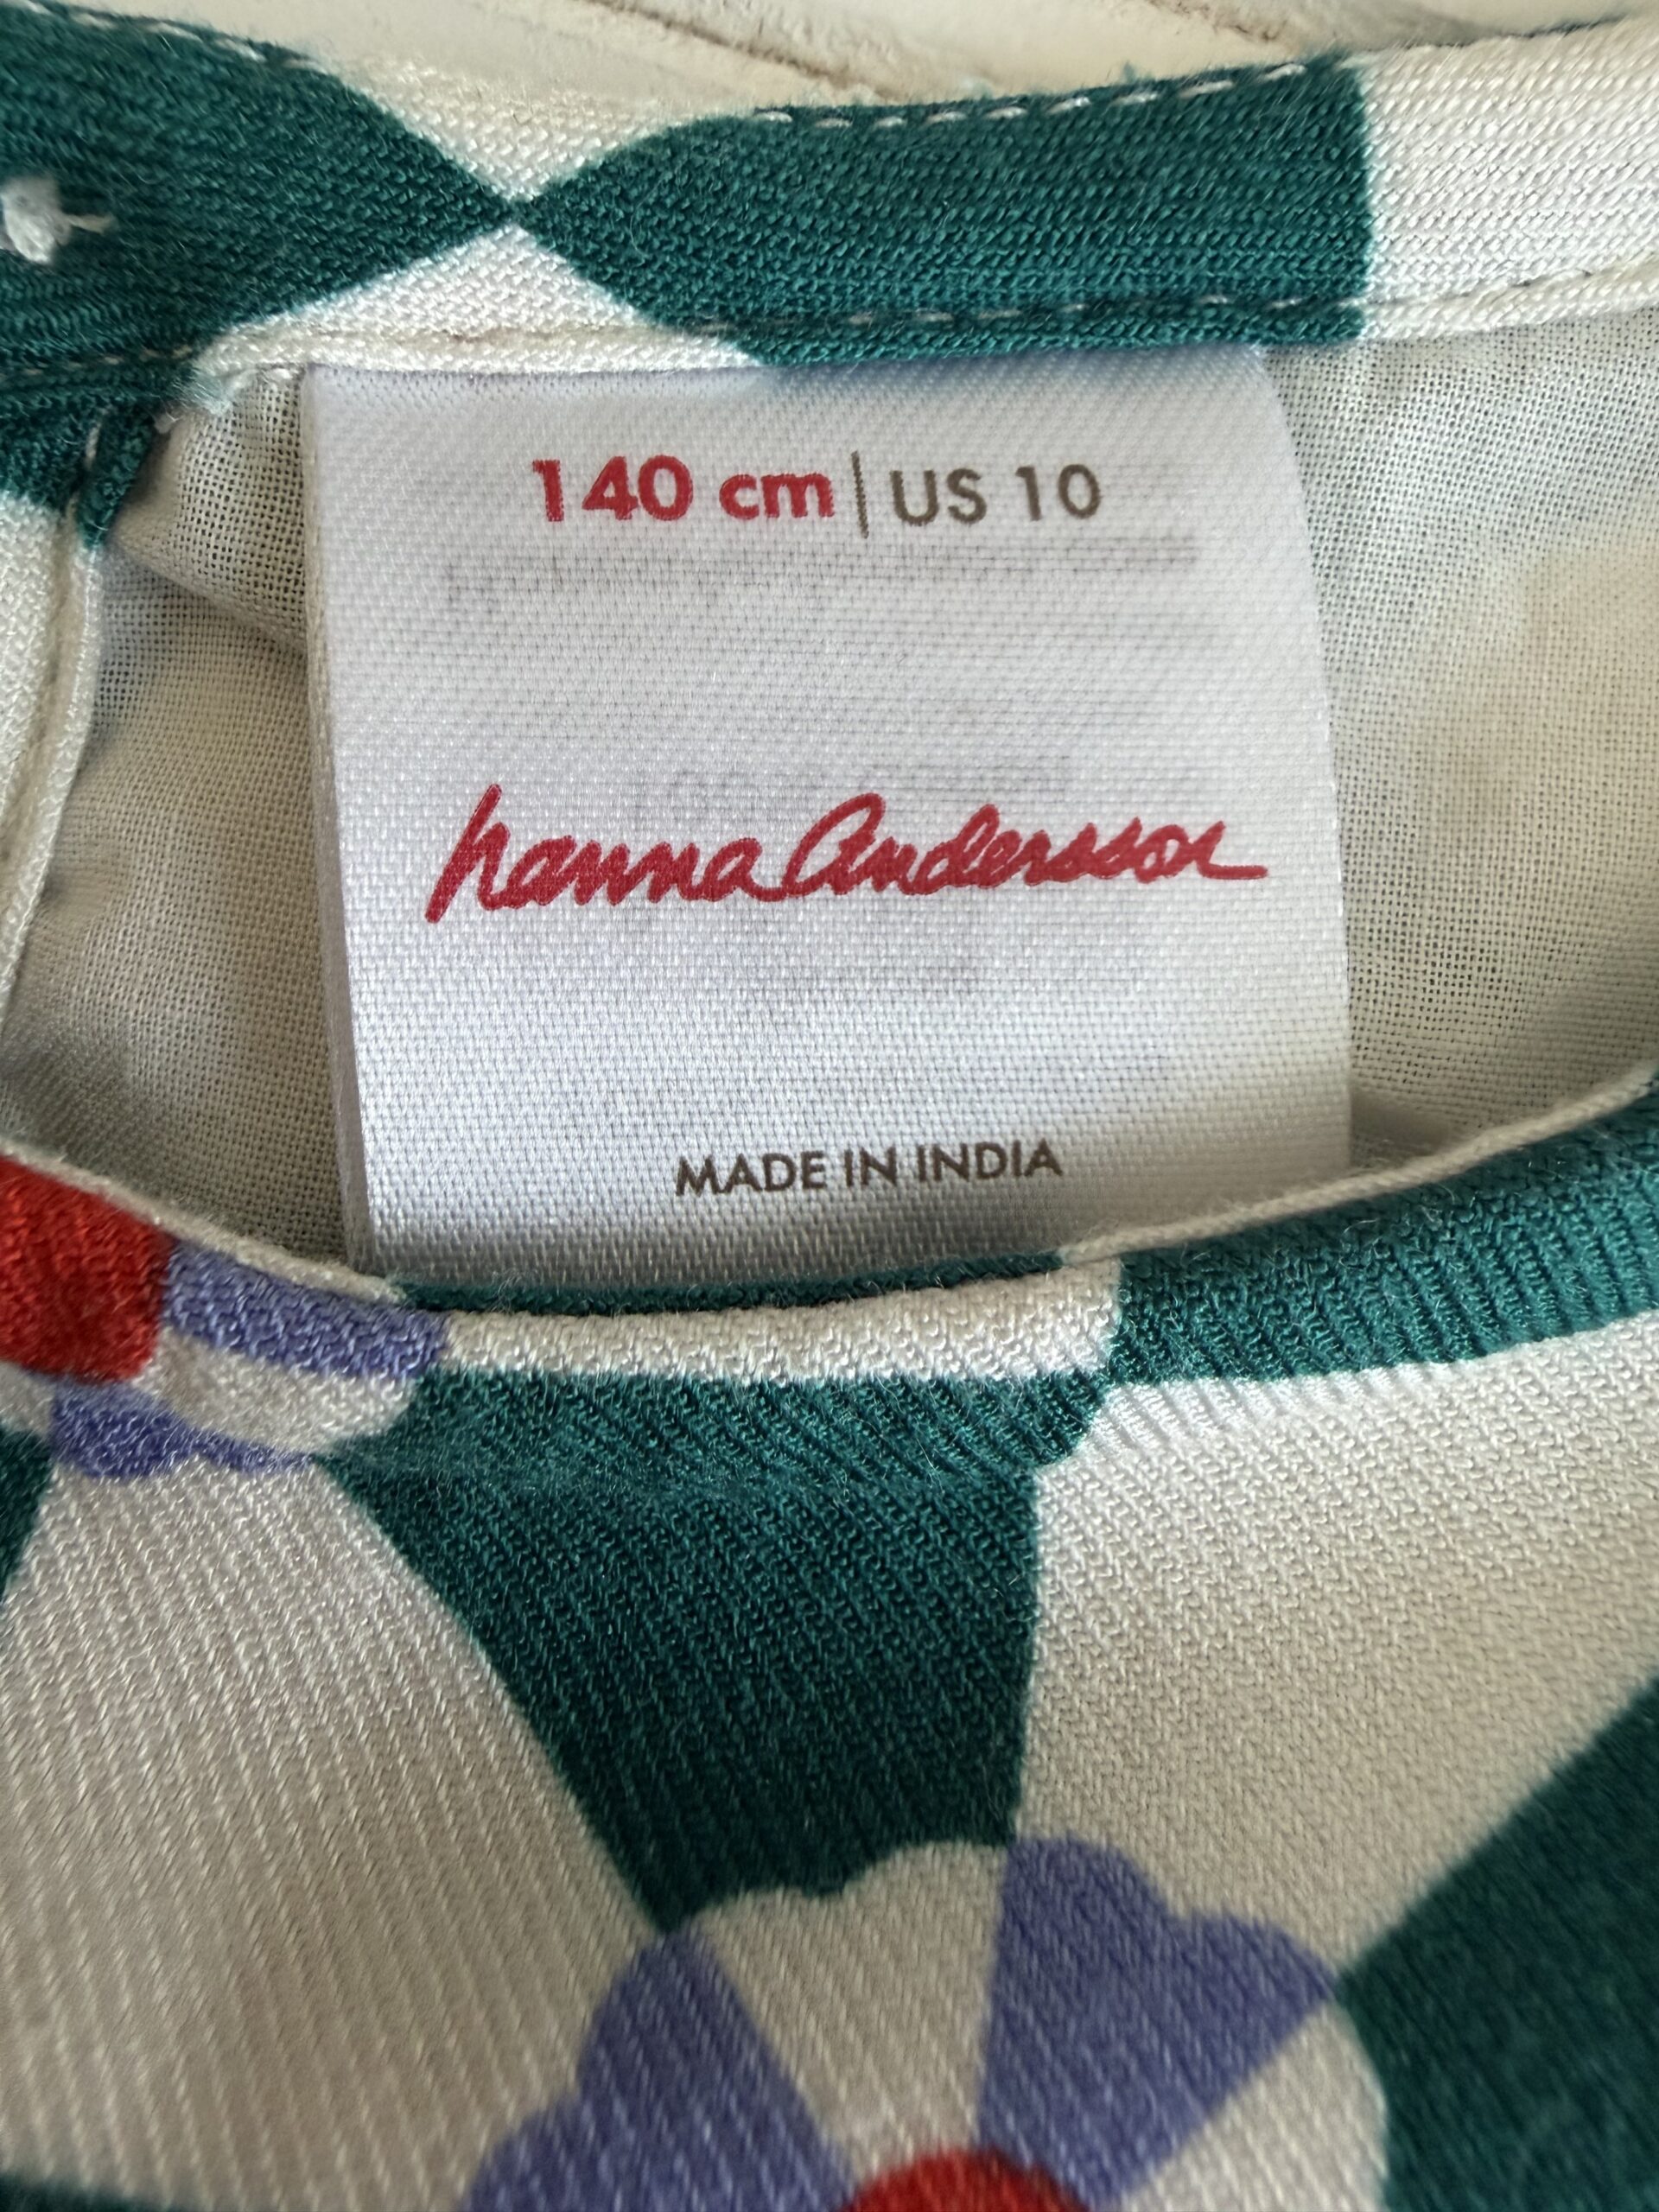 140 cm | US 10
hanna Andersson
MADE IN INDIA